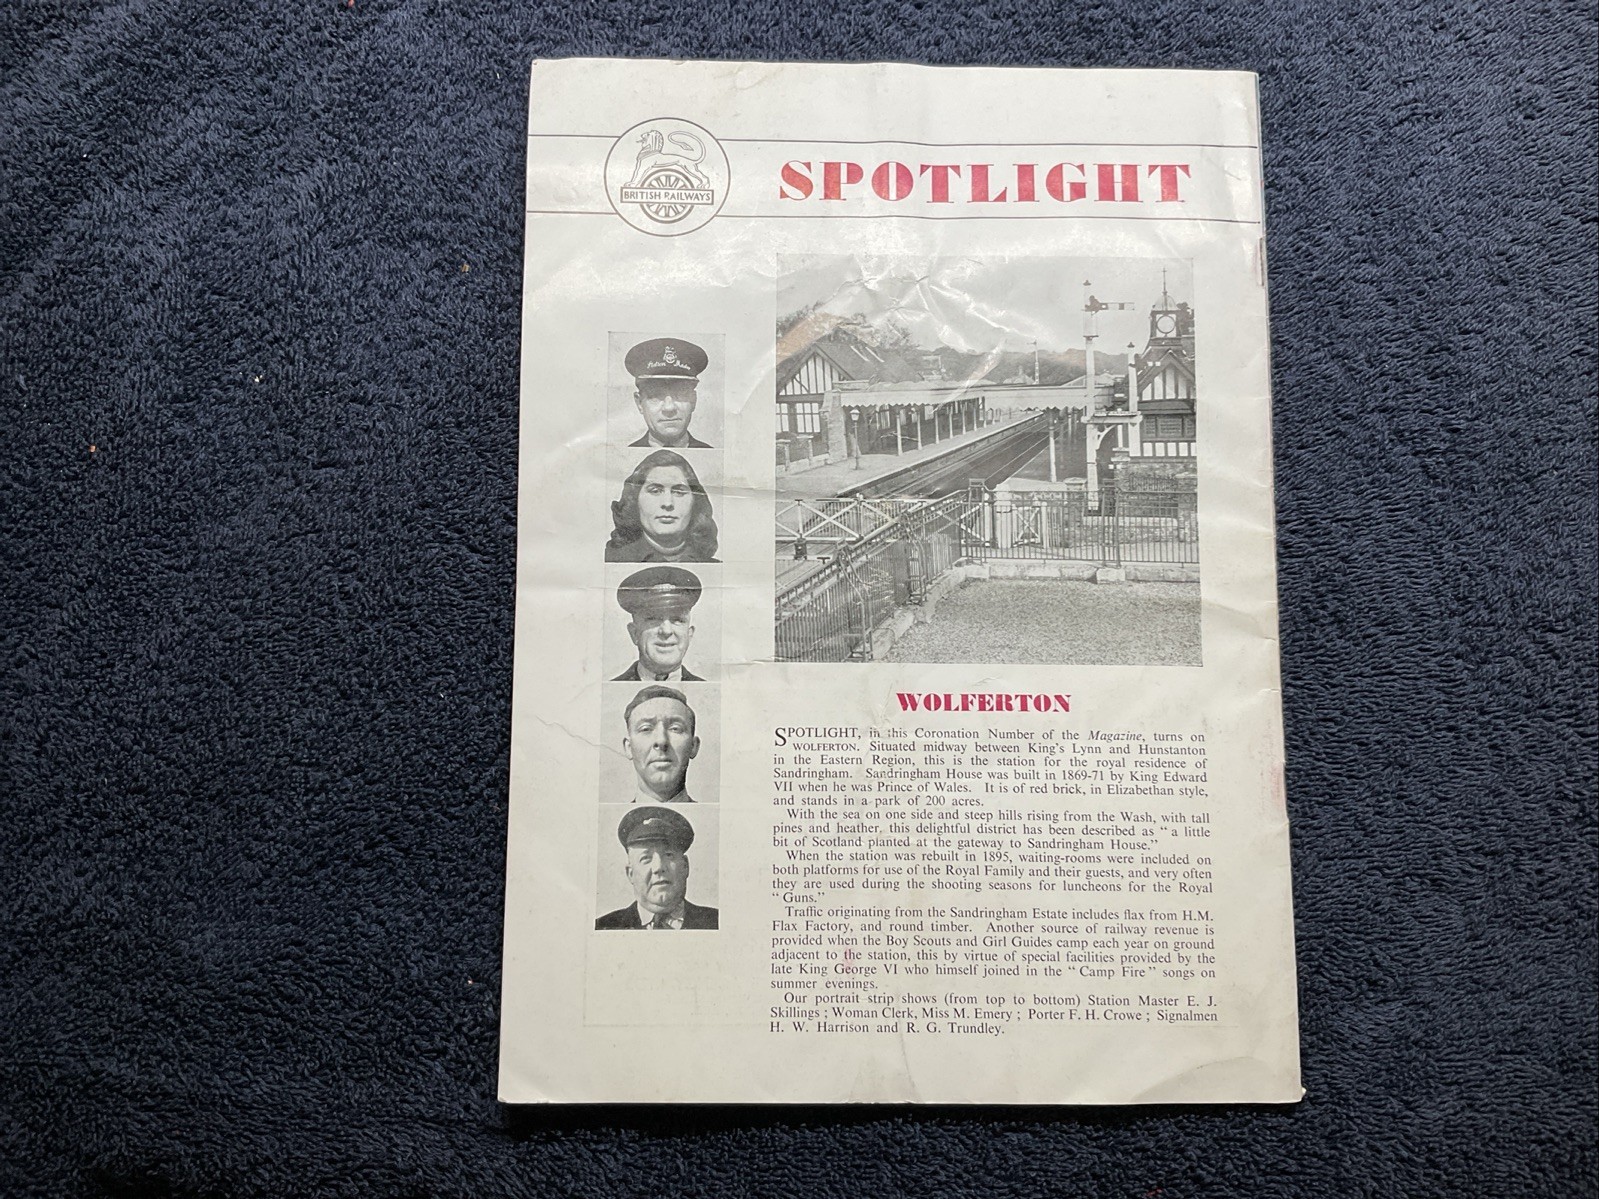 BRITISH RAILWAYS
SPOTLIGHT
Station Master
WOLFERTON
SPOTLIGHT, in this Coronation Number of the Magazine, turns on
WOLFERTON. Situated midway between King's Lynn and Hunstanton
in the Eastern Region, this is the station for the royal residence of
Sandringham. Sandringham House was built in 1869-71 by King Edward
VII when he was Prince of Wales. It is of red brick, in Elizabethan style,
and stands in a park of 200 acres.
With the sea on one side and steep hills rising from the Wash, with tall
pines and heather, this delightful district has been described as “ a little
bit of Scotland planted at the gateway to Sandringham House.”
When the station was rebuilt in 1895, waiting-rooms were included on
both platforms for use of the Royal Family and their guests, and very often
they are used during the shooting seasons for luncheons for the Royal
“ Guns.”
Traffic originating from the Sandringham Estate includes flax from H.M.
Flax Factory, and round timber. Another source of railway revenue is
provided when the Boy Scouts and Girl Guides camp each year on ground
adjacent to the station, this by virtue of special facilities provided by the
late King George VI who himself joined in the “ Camp Fire ” songs on
summer evenings.
Our portrait strip shows (from top to bottom) Station Master E. J.
Skillings ; Woman Clerk, Miss M. Emery ; Porter F. H. Crowe ; Signalmen
H. W. Harrison and R. G. Trundley.